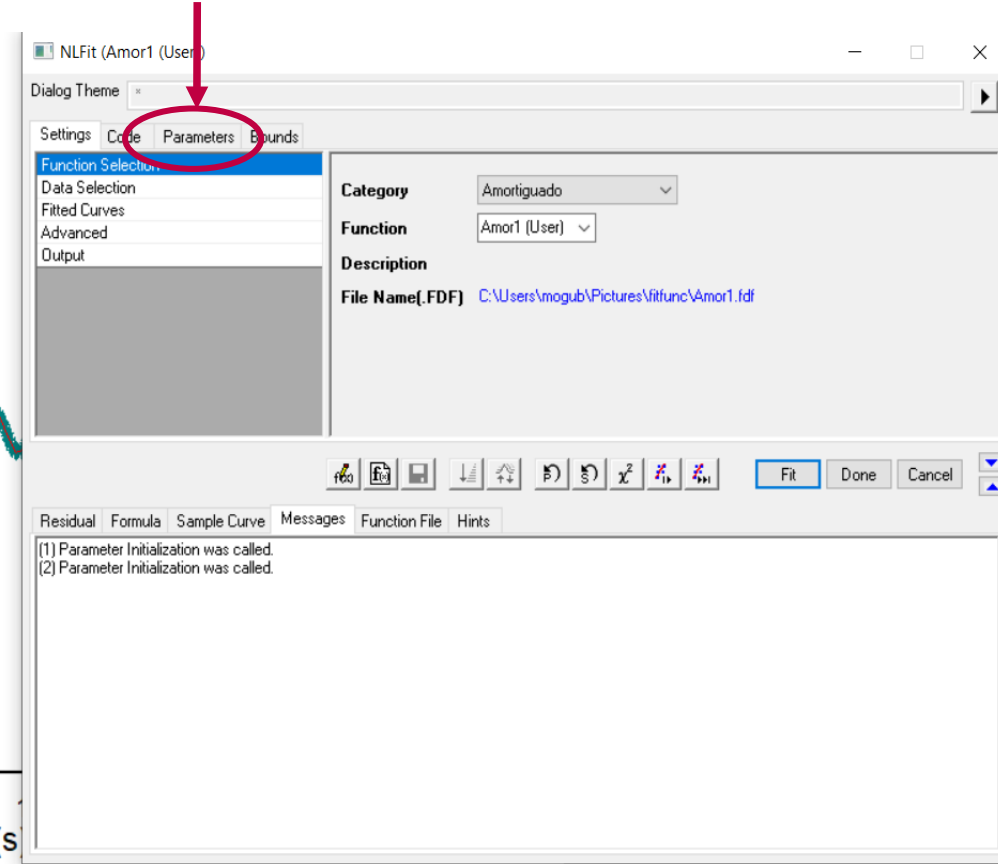 NLFit (Amor1 (User))
Dialog Theme *
Settings Code Parameters Bounds
Function Selection
Data Selection
Fitted Curves
Advanced
Output
Category Amortiguado
Function Amor1 (User)
Description
File Name(.FDF) C:\Users\mogub\Pictures\fitfunc\Amor1.fdf
Fit Done Cancel
Residual Formula Sample Curve Messages Function File Hints
(1) Parameter Initialization was called.
(2) Parameter Initialization was called.
(s)